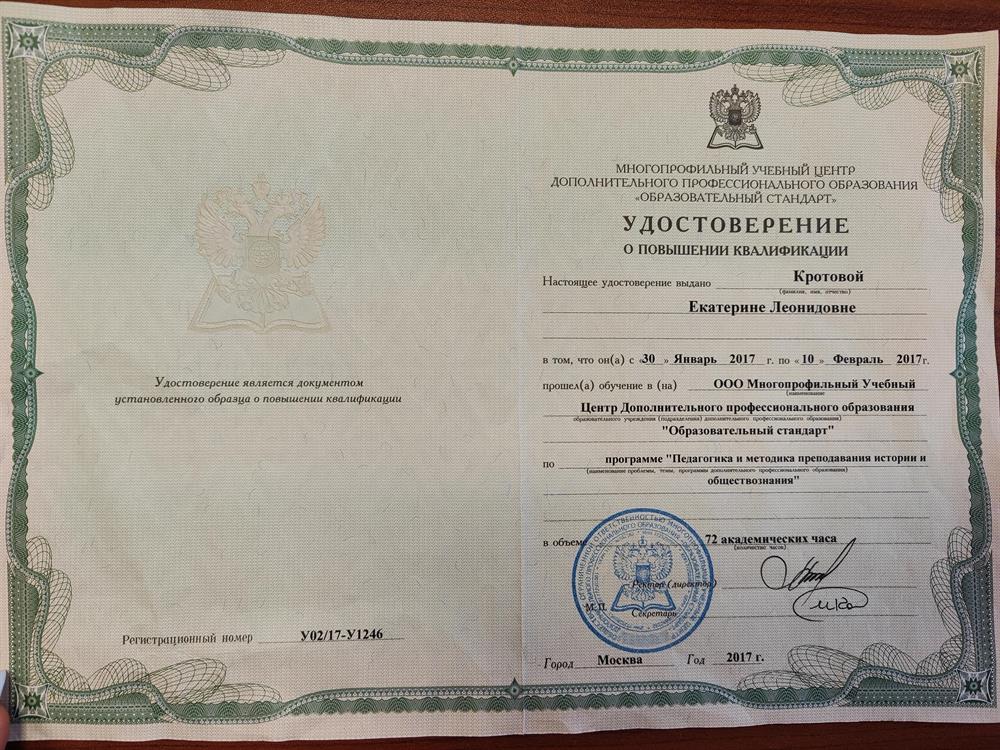 Удостоверение является документом
установленного образца о повышении квалификации
Регистрационный номер У02/17-У1246
МНОГОПРОФИЛЬНЫЙ УЧЕБНЫЙ ЦЕНТР
ДОПОЛНИТЕЛЬНОГО ПРОФЕССИОНАЛЬНОГО ОБРАЗОВАНИЯ
«ОБРАЗОВАТЕЛЬНЫЙ СТАНДАРТ»
УДОСТОВЕРЕНИЕ
О ПОВЫШЕНИИ КВАЛИФИКАЦИИ
Настоящее удостоверение выдано Кротовой
(фамилия, имя, отчество)
Екатерине Леонидовне
в том, что он(а) с «30 » Январь 2017 г. по « 10 » Февраль 2017г.
прошел(а) обучение в (на) ООО Многопрофильный Учебный
(наименование
Центр Дополнительного профессионального образования
образовательного учреждения (подразделения) дополнительного профессионального образования)
"Образовательный стандарт"
по программе "Педагогика и методика преподавания истории и
(наименование проблемы, темы, программы дополнительного профессионального образования)
обществознания"
в объеме 72 академических часа
(количество часов)
Ректор (директор)
М.П.
Секретарь
Город Москва Год 2017 г.